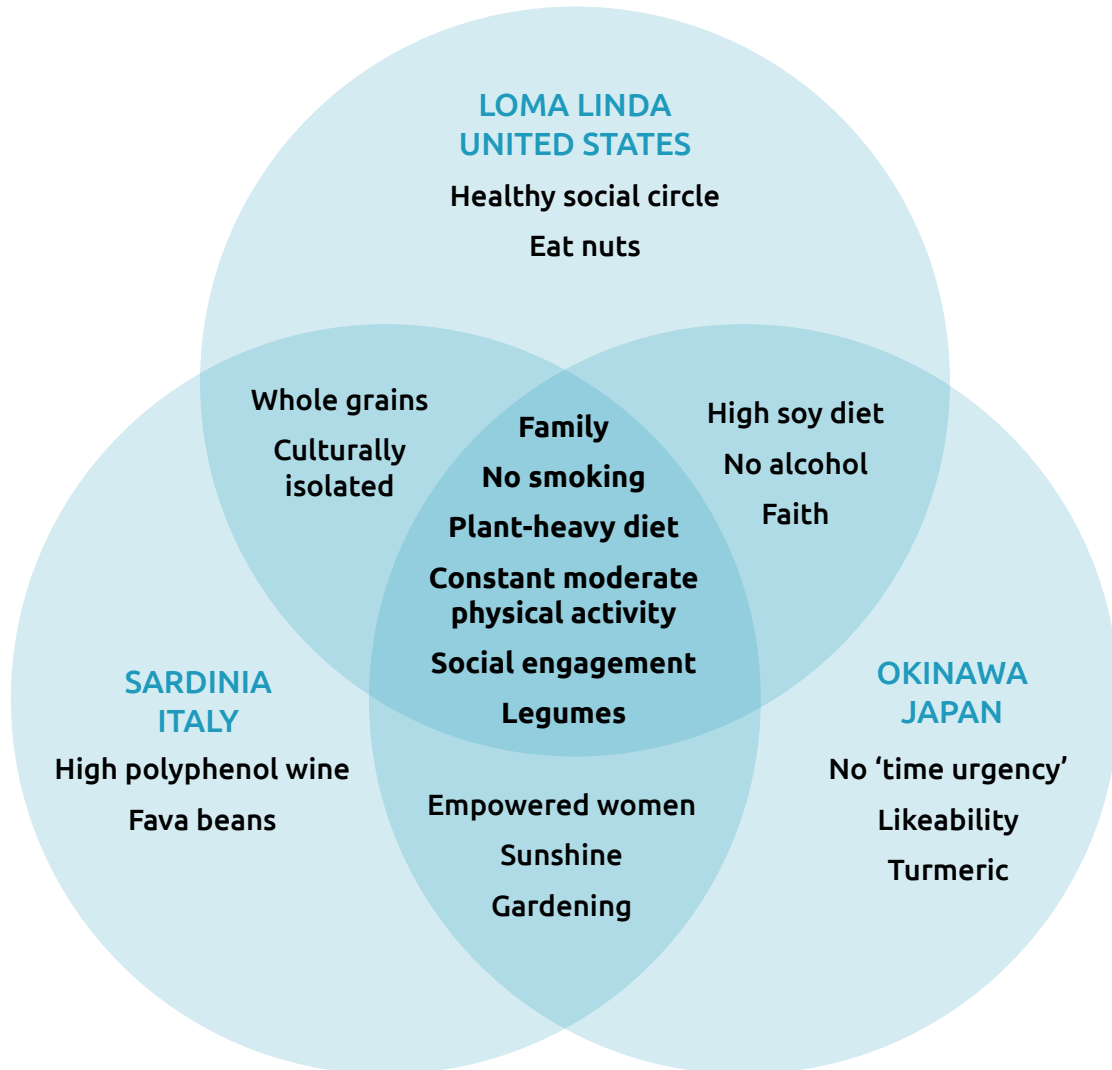 LOMA LINDA
UNITED STATES
Healthy social circle
Eat nuts
Whole grains
Culturally
isolated
Family
No smoking
Plant-heavy diet
Constant moderate
physical activity
Social engagement
Legumes
High soy diet
No alcohol
Faith
SARDINIA
ITALY
High polyphenol wine
Fava beans
Empowered women
Sunshine
Gardening
OKINAWA
JAPAN
No ‘time urgency’
Likeability
Turmeric